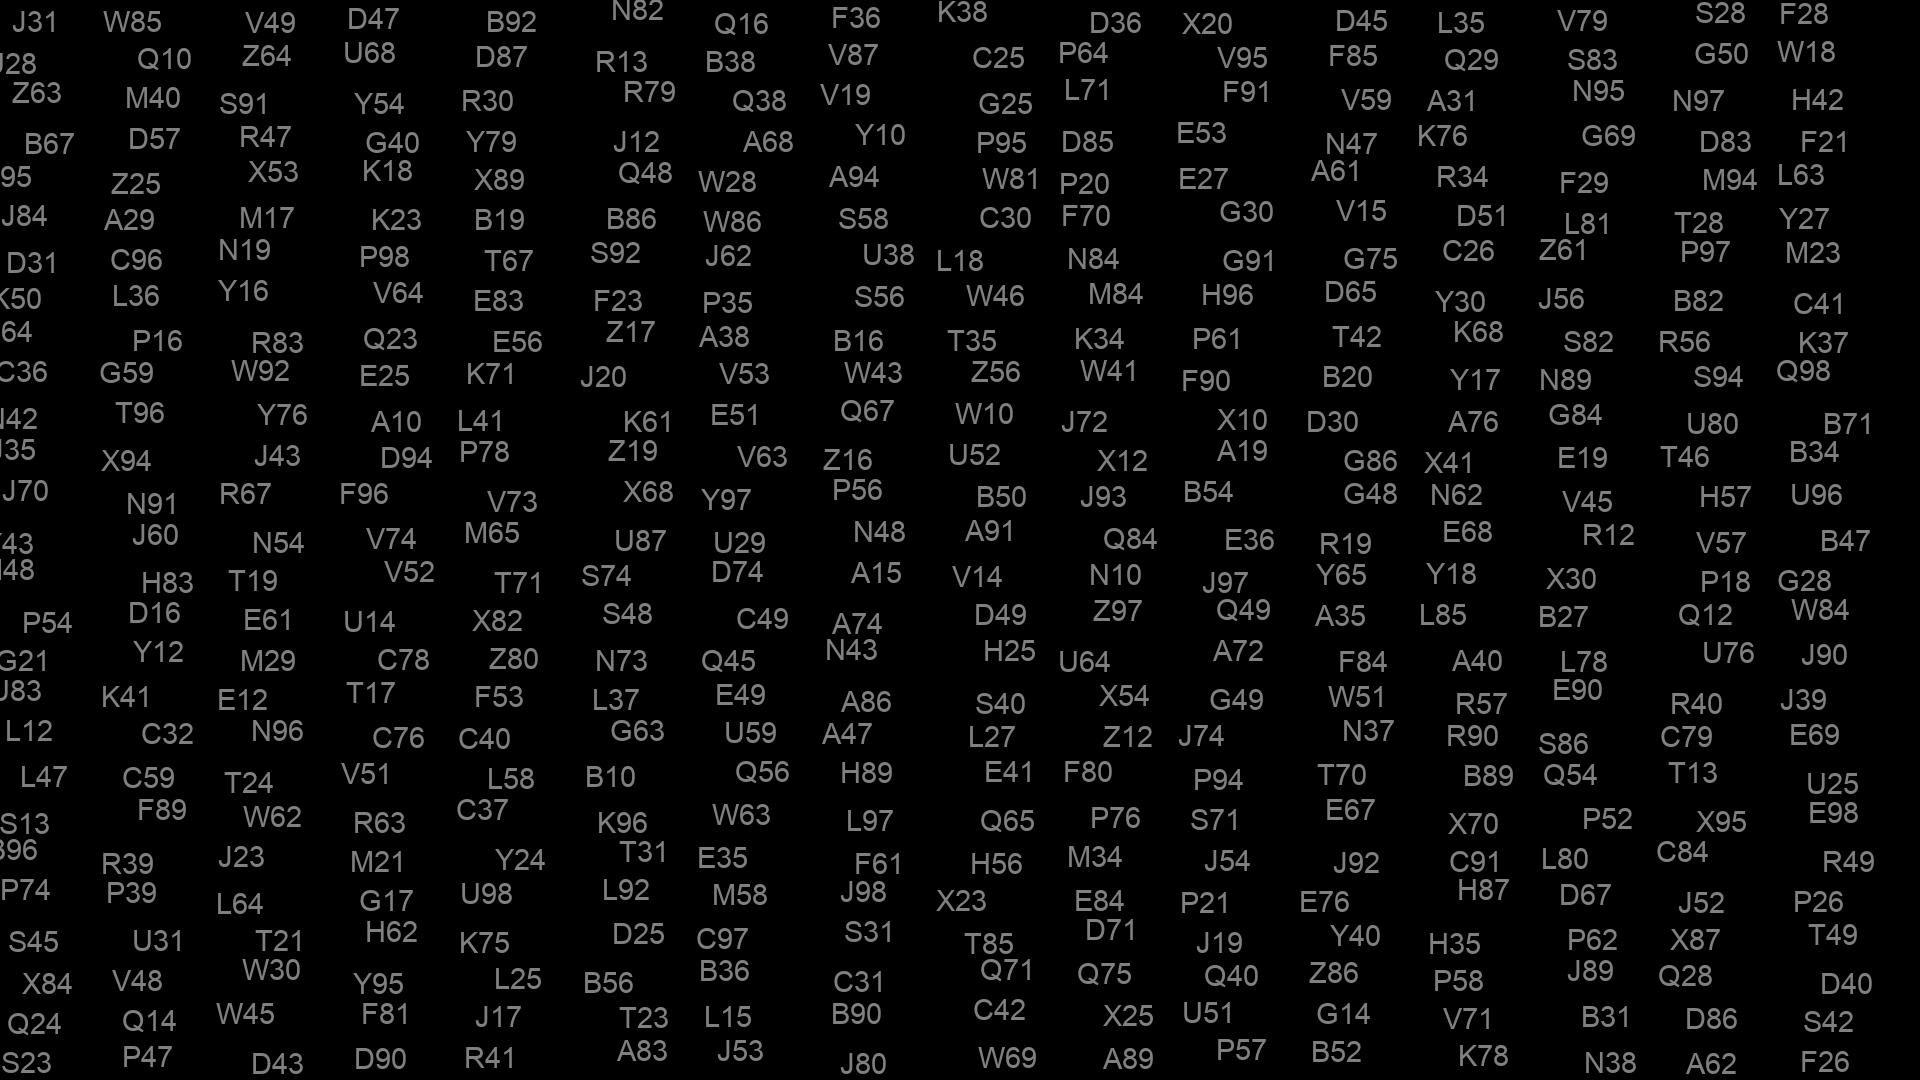 J31 W85 V49 D47 B92 N82 Q16 F36 K38 D36 X20 D45 L35 V79 S28 F28
Q10 Z64 U68 D87 R13 B38 V87 C25 P64 V95 F85 Q29 S83 G50 W18
Z63 M40 S91 Y54 R30 R79 Q38 V19 G25 L71 F91 V59 A31 N95 N97 H42
B67 D57 R47 G40 Y79 J12 A68 Y10 P95 D85 E53 N47 K76 G69 D83 F21
95 Z25 X53 K18 X89 Q48 W28 A94 W81 P20 E27 A61 R34 F29 M94 L63
J84 A29 M17 K23 B19 B86 W86 S58 C30 F70 G30 V15 D51 L81 T28 Y27
D31 C96 N19 P98 T67 S92 J62 U38 L18 N84 G91 G75 C26 Z61 P97 M23
K50 L36 Y16 V64 E83 F23 P35 S56 W46 M84 H96 D65 Y30 J56 B82 C41
64 P16 R83 Q23 E56 Z17 A38 B16 T35 K34 P61 T42 K68 S82 R56 K37
C36 G59 W92 E25 K71 J20 V53 W43 Z56 W41 F90 B20 Y17 N89 S94 Q98
T96 Y76 A10 L41 K61 E51 Q67 W10 J72 X10 D30 A76 G84 U80 B71
X94 J43 D94 P78 Z19 V63 Z16 U52 X12 A19 G86 X41 E19 T46 B34
J70 N91 R67 F96 V73 X68 Y97 P56 B50 J93 B54 G48 N62 V45 H57 U96
J60 N54 V74 M65 U87 U29 N48 A91 Q84 E36 R19 E68 R12 V57 B47
H83 T19 V52 T71 S74 D74 A15 V14 N10 J97 Y65 Y18 X30 P18 G28
P54 D16 E61 U14 X82 S48 C49 A74 D49 Z97 Q49 A35 L85 B27 Q12 W84
G21 Y12 M29 C78 Z80 N73 Q45 N43 H25 U64 A72 F84 A40 L78 U76 J90
K41 E12 T17 F53 L37 E49 A86 S40 X54 G49 W51 R57 E90 R40 J39
L12 C32 N96 C76 C40 G63 U59 A47 L27 Z12 J74 N37 R90 S86 C79 E69
L47 C59 T24 V51 L58 B10 Q56 H89 E41 F80 P94 T70 B89 Q54 T13 U25
S13 F89 W62 R63 C37 K96 W63 L97 Q65 P76 S71 E67 X70 P52 X95 E98
R39 J23 M21 Y24 T31 E35 F61 H56 M34 J54 J92 C91 L80 C84 R49
P74 P39 L64 G17 U98 L92 M58 J98 X23 E84 P21 E76 H87 D67 J52 P26
S45 U31 T21 H62 K75 D25 C97 S31 T85 D71 J19 Y40 H35 P62 X87 T49
X84 V48 W30 Y95 L25 B56 B36 C31 Q71 Q75 Q40 Z86 P58 J89 Q28 D40
Q24 Q14 W45 F81 J17 T23 L15 B90 C42 X25 U51 G14 V71 B31 D86 S42
S23 P47 D43 D90 R41 A83 J53 J80 W69 A89 P57 B52 K78 N38 A62 F26